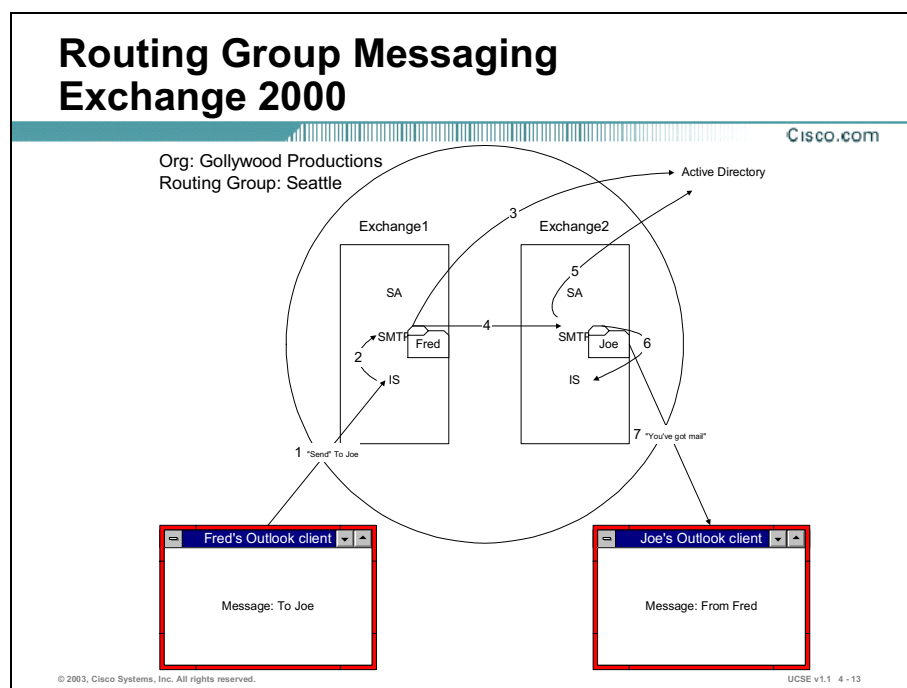 Routing Group Messaging
Exchange 2000
Cisco.com
Org: Gollywood Productions
Routing Group: Seattle
Active Directory
3
Exchange1
Exchange2
5
SA
SA
4
SMTP
Fred
SMTP
Joe
6
2
IS
IS
1 "Send" To Joe
7 "You've got mail"
Fred's Outlook client
Joe's Outlook client
Message: To Joe
Message: From Fred
© 2003, Cisco Systems, Inc. All rights reserved.
UCSE v1.1 4 - 13